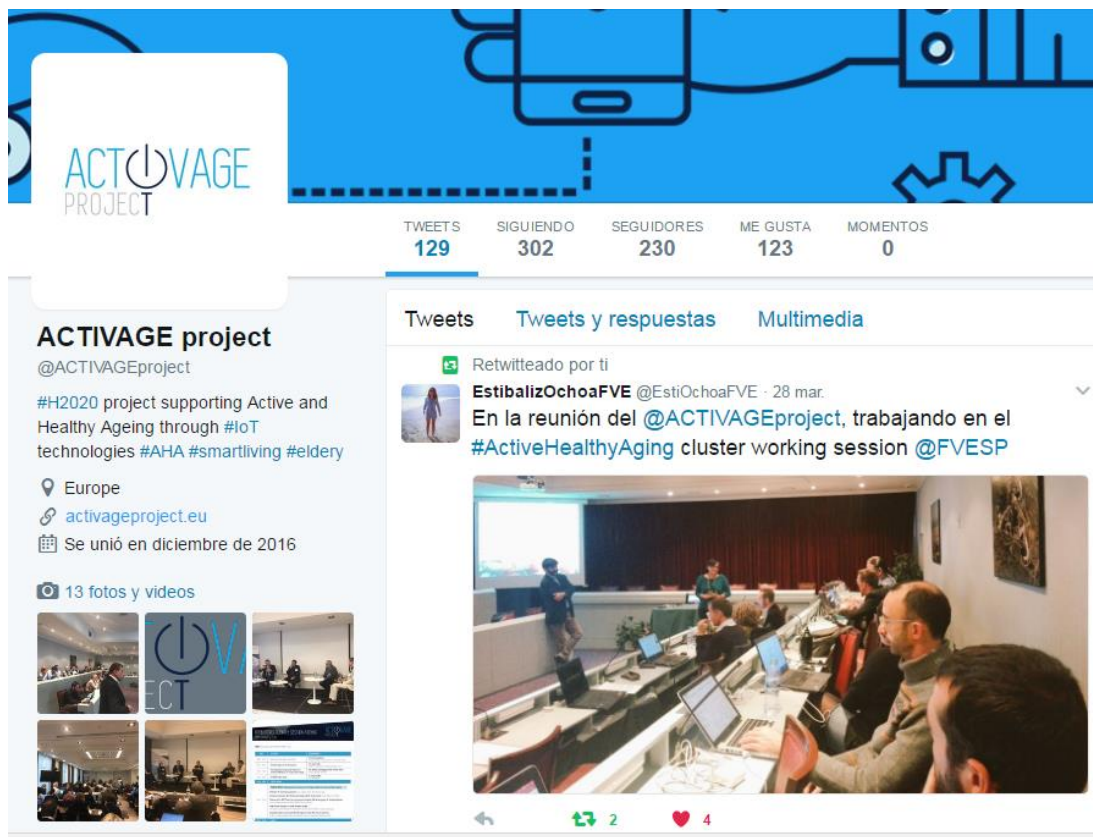 ACTIVAGE
PROJECT
TWEETS
129
SIGUIENDO
302
SEGUIDORES
230
ME GUSTA
123
MOMENTOS
0
ACTIVAGE project
@ACTIVAGEproject
#H2020 project supporting Active and
Healthy Ageing through #IoT
technologies #AHA #smartliving #eldery
Europe
activageproject.eu
Se unió en diciembre de 2016
13 fotos y videos
Tweets
Tweets y respuestas
Multimedia
Retwitteado por ti
EstibalizOchoaFVE @EstiOchoaFVE · 28 mar.
En la reunión del @ACTIVAGEproject, trabajando en el
#ActiveHealthyAging cluster working session @FVESP
2
4